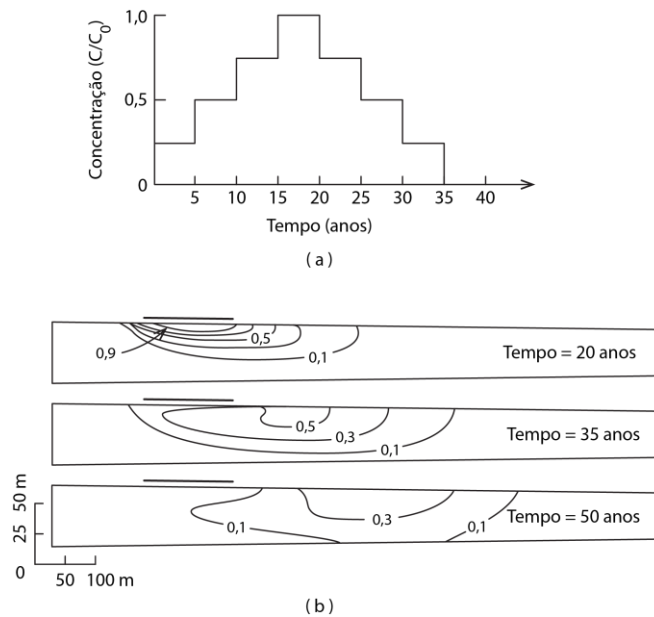 Concentração (C/C₀)
1,0
0,5
0
5 10 15 20 25 30 35 40
Tempo (anos)
( a )
0,9 0,5 0,1 Tempo = 20 anos
0,5 0,3 0,1 Tempo = 35 anos
0,1 0,3 0,1 Tempo = 50 anos
50 m
25
0
50 100 m
( b )